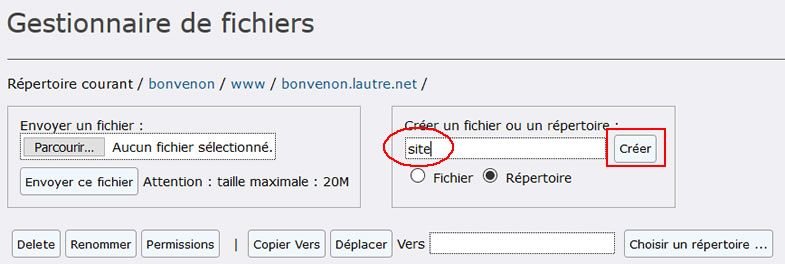 Gestionnaire de fichiers
Répertoire courant / bonvenon / www / bonvenon.lautre.net /
Envoyer un fichier :
Parcourir... Aucun fichier sélectionné.
Envoyer ce fichier Attention : taille maximale : 20M
Créer un fichier ou un répertoire :
site Créer
Fichier Répertoire
Delete Renommer Permissions | Copier Vers Déplacer Vers Choisir un répertoire ...